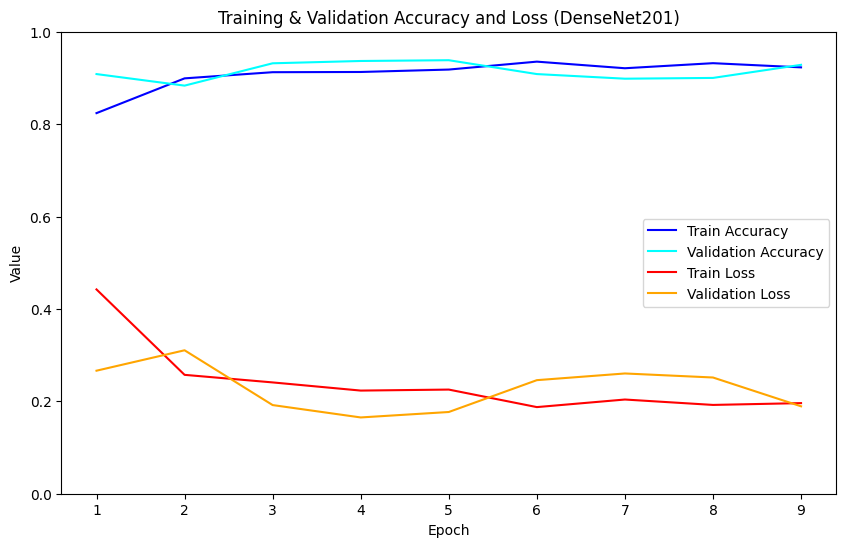 Training & Validation Accuracy and Loss (DenseNet201)
1.0
0.8
0.6
0.4
0.2
0.0
Value
Train Accuracy
Validation Accuracy
Train Loss
Validation Loss
1 2 3 4 5 6 7 8 9
Epoch